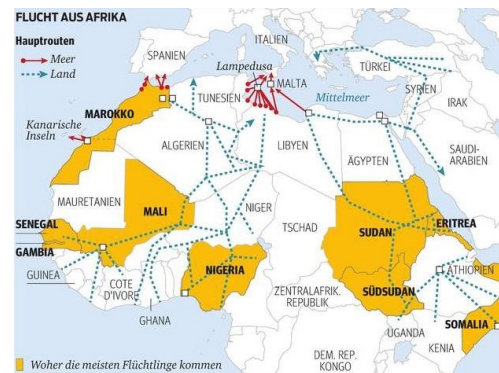 FLUCHT AUS AFRIKA
Hauptrouten
Meer
Land
SPANIEN
ITALIEN
Lampedusa
MALTA
TÜRKEI
SYRIEN
IRAK
Mittelmeer
TUNESIEN
MAROKKO
Kanarische
Inseln
ALGERIEN
LIBYEN
ÄGYPTEN
SAUDI-
ARABIEN
MAURETANIEN
MALI
NIGER
TSCHAD
SUDAN
ERITREA
SENEGAL
GAMBIA
GUINEA
COTE
D'IVORE
GHANA
NIGERIA
ZENTRALAFRIK.
REPUBLIK
SÜDSUDAN
ÄTHIOPIEN
UGANDA
KENIA
SOMALIA
DEM. REP.
KONGO
Woher die meisten Flüchtlinge kommen